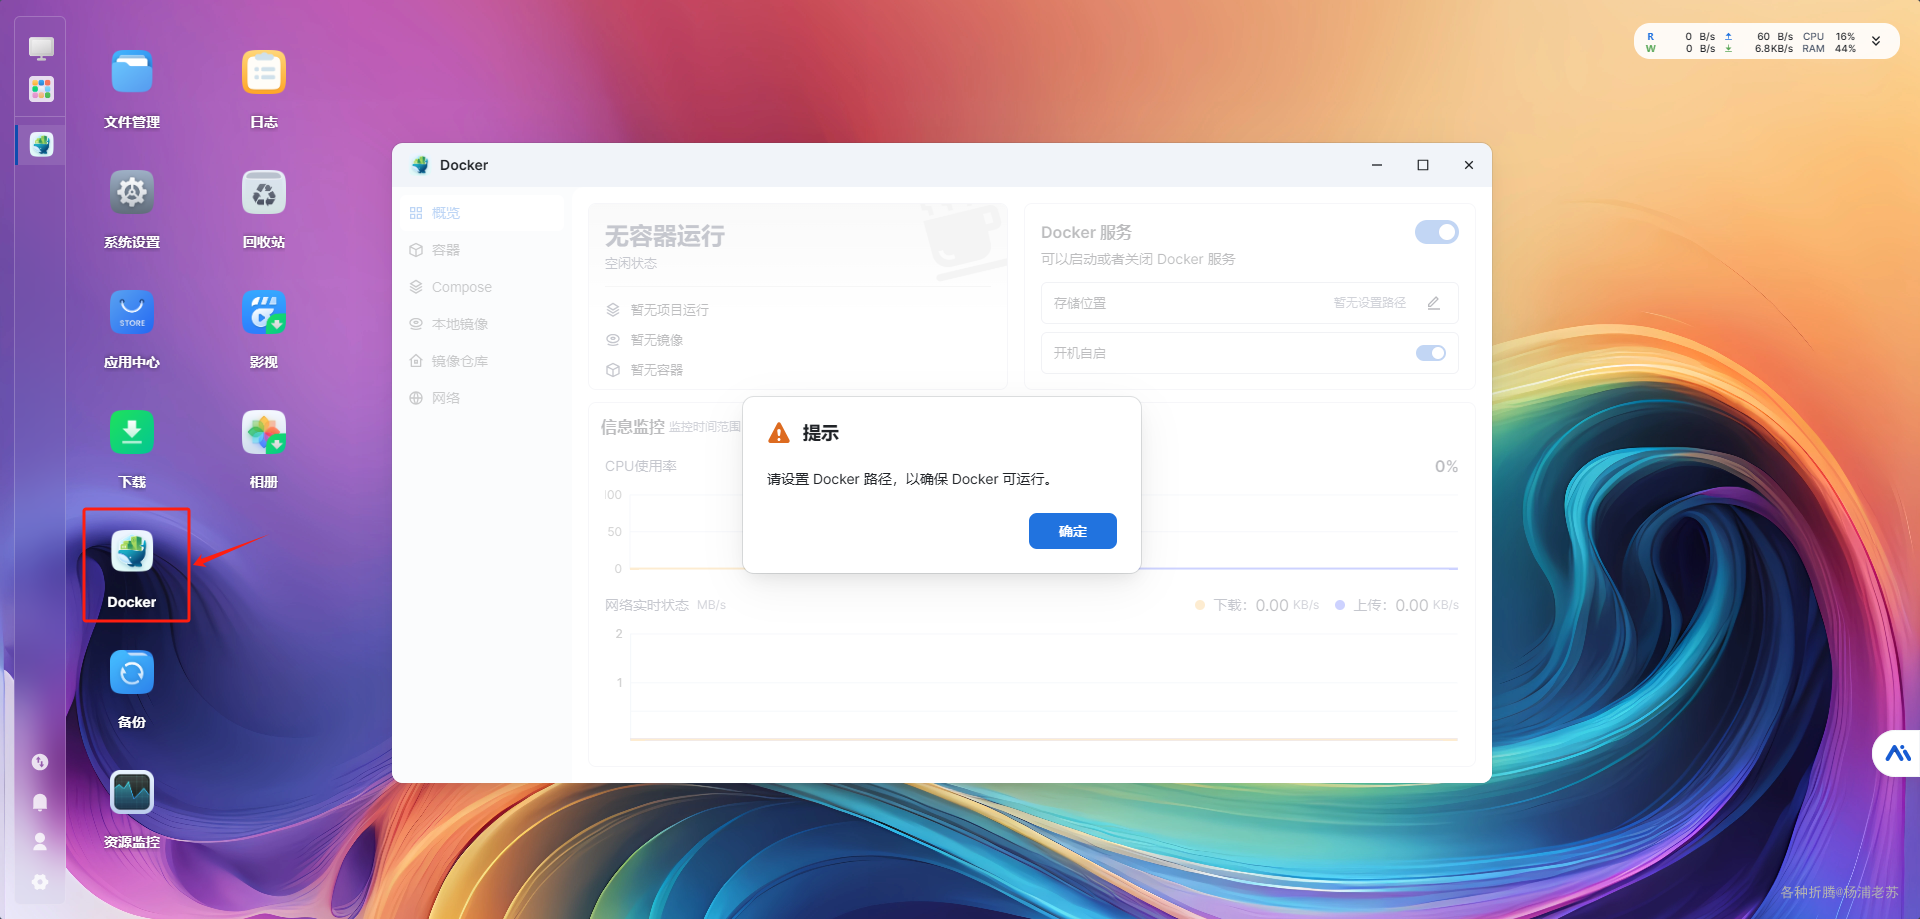 R 0 B/s 60 B/s CPU 16%
W 0 B/s 6.8KB/s RAM 44%
文件管理
日志
系统设置
回收站
STORE
应用中心
影视
下载
相册
Docker
备份
资源监控
Docker
概览
容器
Compose
本地镜像
镜像仓库
网络
无容器运行
空闲状态
暂无项目运行
暂无镜像
暂无容器
Docker 服务
可以启动或者关闭 Docker 服务
存储位置 暂无设置路径
开机自启
信息监控 监控时间范围
CPU使用率 0%
100
50
0
提示
请设置 Docker 路径，以确保 Docker 可运行。
确定
网络实时状态 MB/s 下载：0.00 KB/s 上传：0.00 KB/s
2
1
各种折腾@杨浦老苏